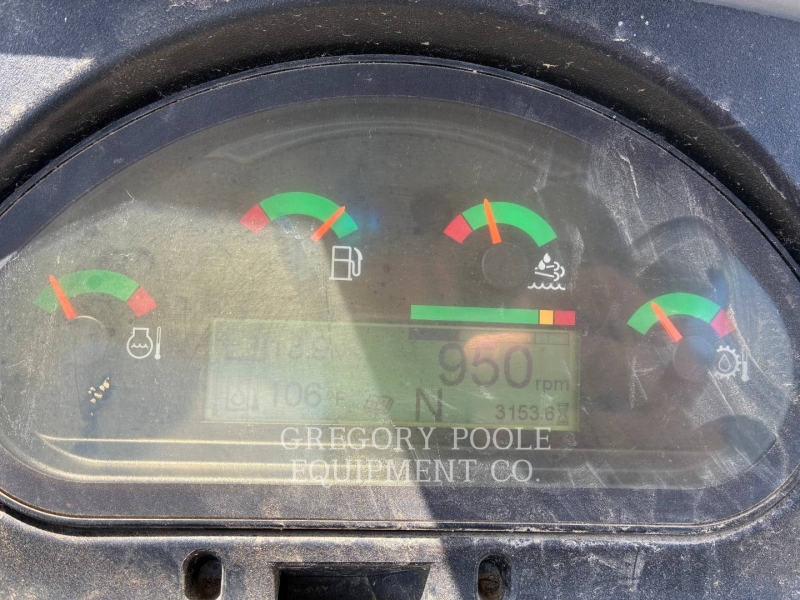 950 rpm
106°F
N
3153.6
GREGORY POOLE
EQUIPMENT CO.